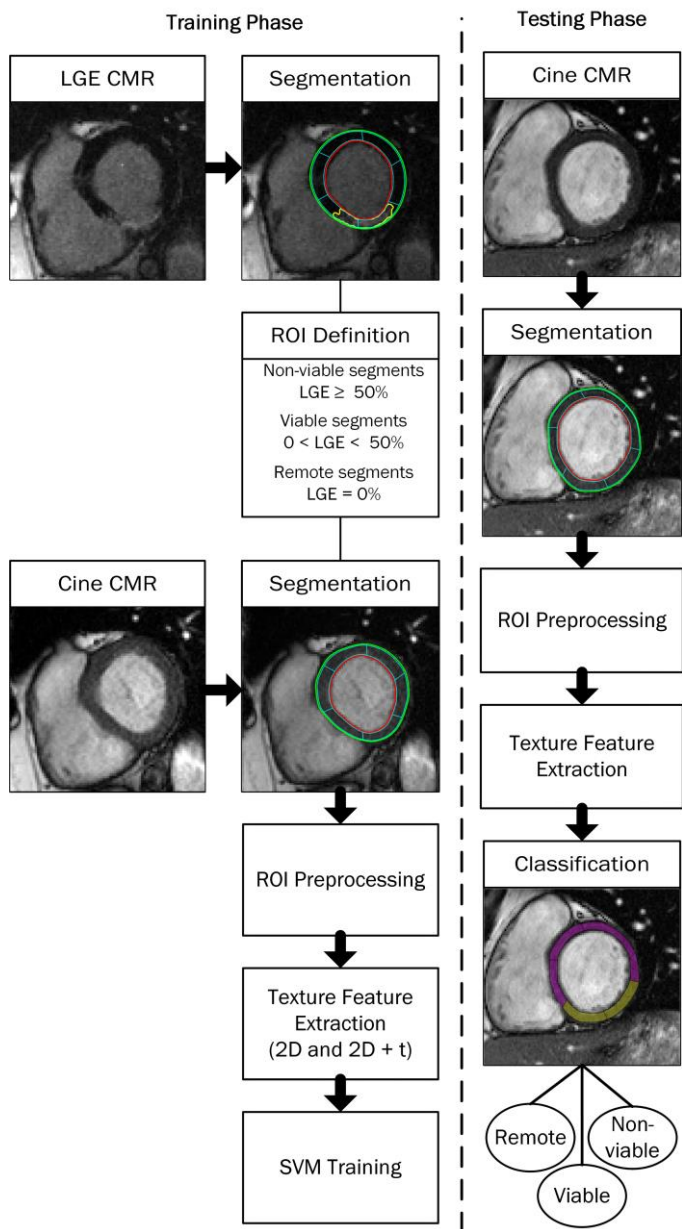 Training Phase
LGE CMR
Segmentation
ROI Definition
Non-viable segments
LGE ≥ 50%
Viable segments
0 < LGE < 50%
Remote segments
LGE = 0%
Cine CMR
Segmentation
ROI Preprocessing
Texture Feature
Extraction
(2D and 2D + t)
SVM Training
Testing Phase
Cine CMR
Segmentation
ROI Preprocessing
Texture Feature
Extraction
Classification
Remote
Viable
Non-
viable